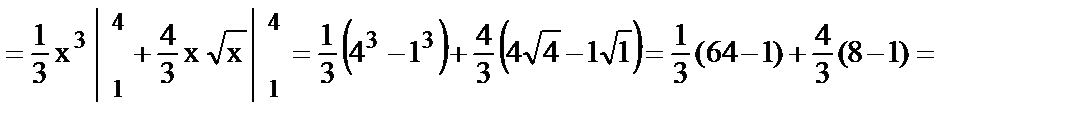 = 1/3 x³ |₁⁴ + 4/3 x √x |₁⁴ = 1/3 (4³ − 1³) + 4/3 (4√4 − 1√1) = 1/3 (64 − 1) + 4/3 (8 − 1) =